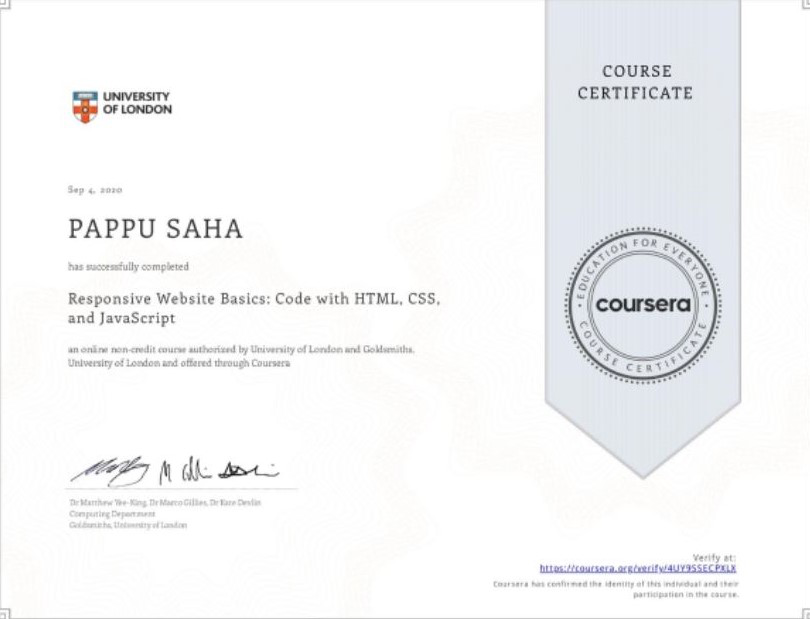 UNIVERSITY
OF LONDON
COURSE
CERTIFICATE
Sep 4, 2020
PAPPU SAHA
has successfully completed
Responsive Website Basics: Code with HTML, CSS,
and JavaScript
an online non-credit course authorized by University of London and Goldsmiths,
University of London and offered through Coursera
EDUCATION FOR EVERYONE
coursera
COURSE CERTIFICATE
Dr Matthew Yee-King, Dr Marco Gillies, Dr Kate Devlin
Computing Department
Goldsmiths, University of London
Verify at:
https://coursera.org/verify/4UY9SSECPXLX
Coursera has confirmed the identity of this individual and their
participation in the course.